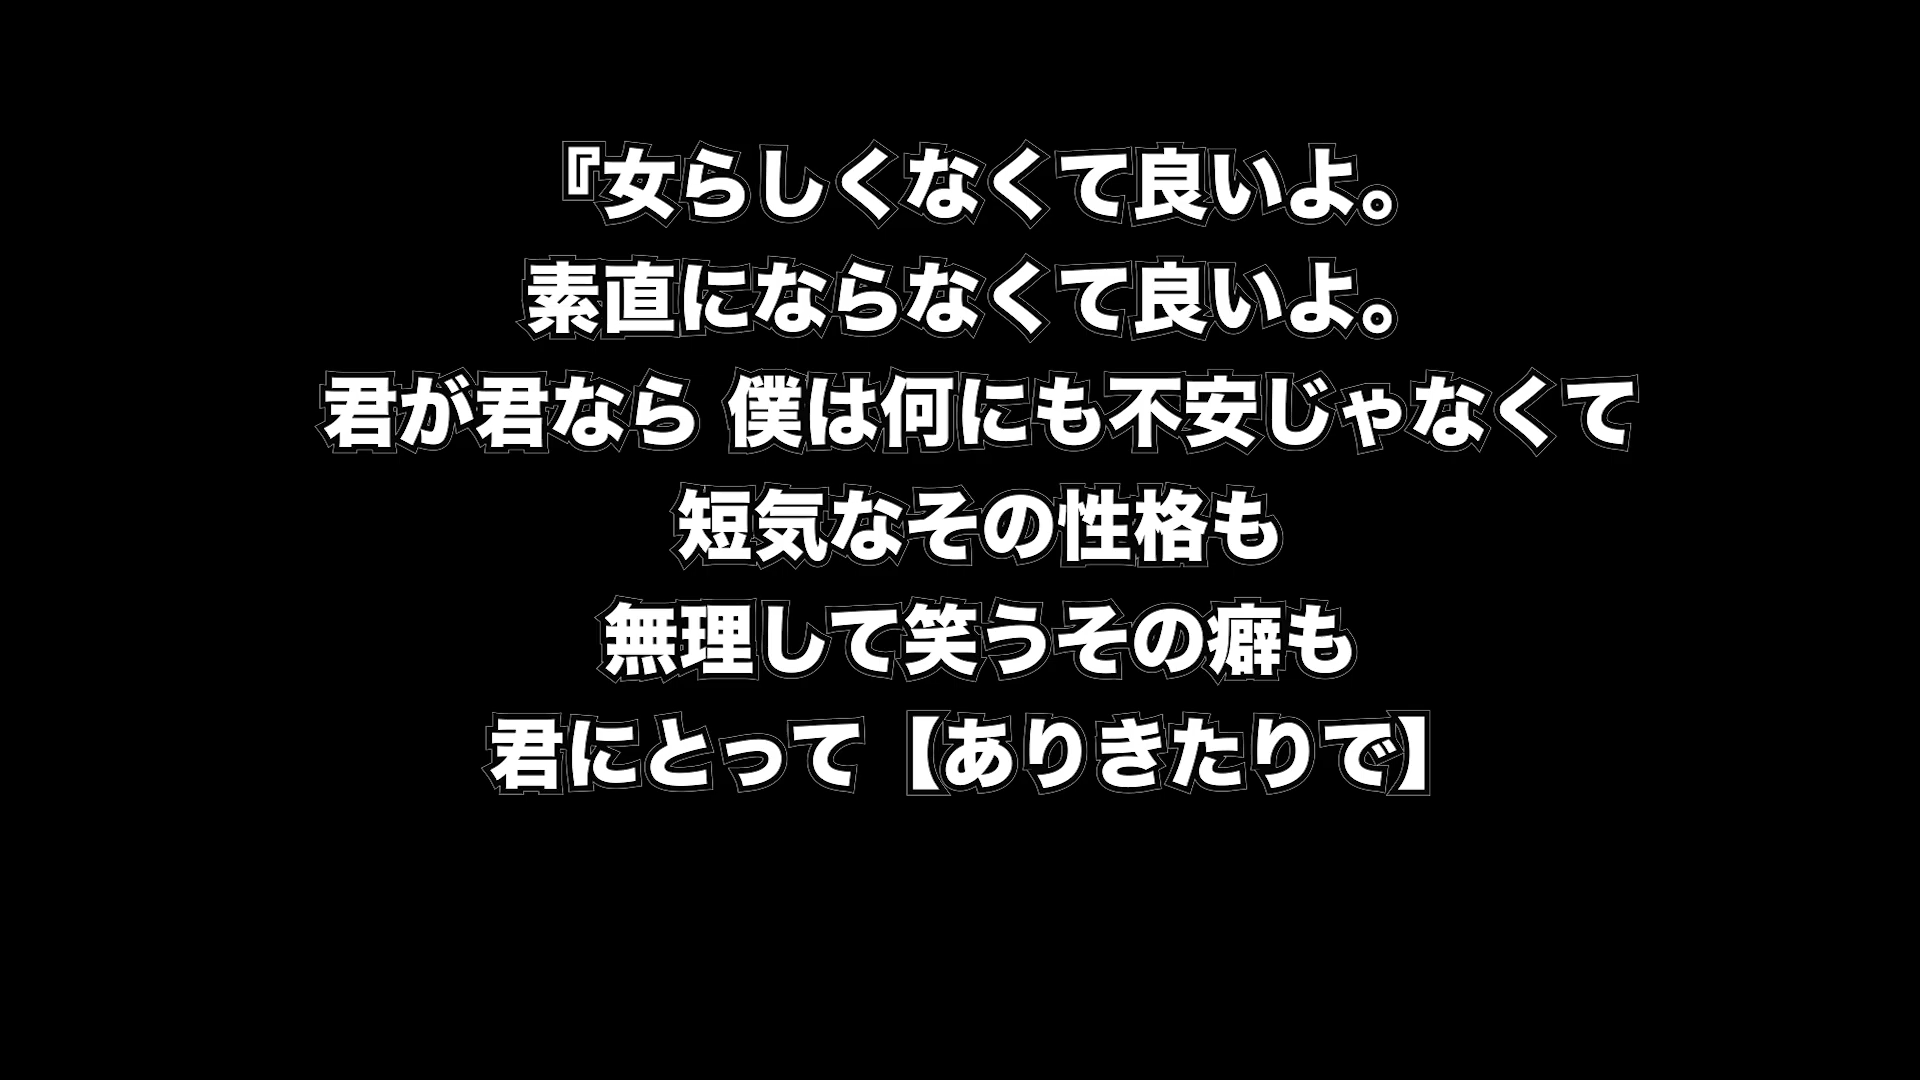 『女らしくなくて良いよ。
素直にならなくて良いよ。
君が君なら 僕は何にも不安じゃなくて
短気なその性格も
無理して笑うその癖も
君にとって【ありきたりで】